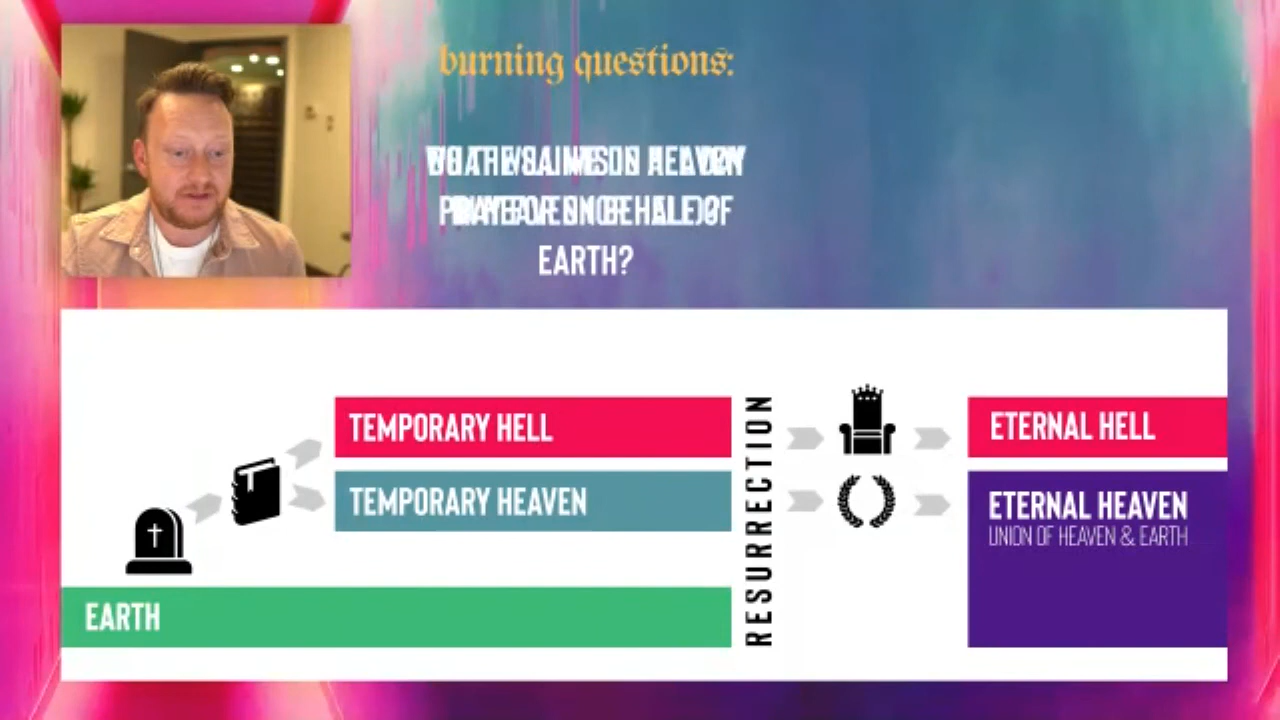 burning questions:
EARTH?
TEMPORARY HELL
TEMPORARY HEAVEN
EARTH
RESURRECTION
ETERNAL HELL
ETERNAL HEAVEN
UNION OF HEAVEN & EARTH